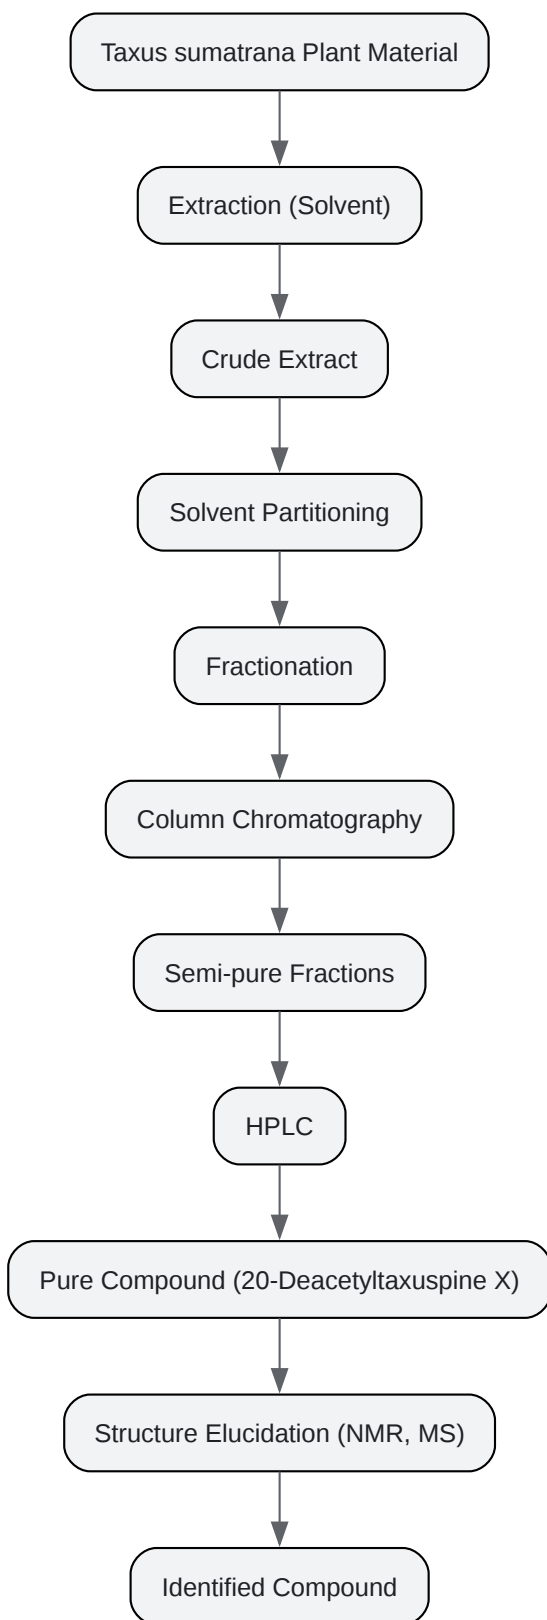 Taxus sumatrana Plant Material
Extraction (Solvent)
Crude Extract
Solvent Partitioning
Fractionation
Column Chromatography
Semi-pure Fractions
HPLC
Pure Compound (20-Deacetyltaxuspine X)
Structure Elucidation (NMR, MS)
Identified Compound